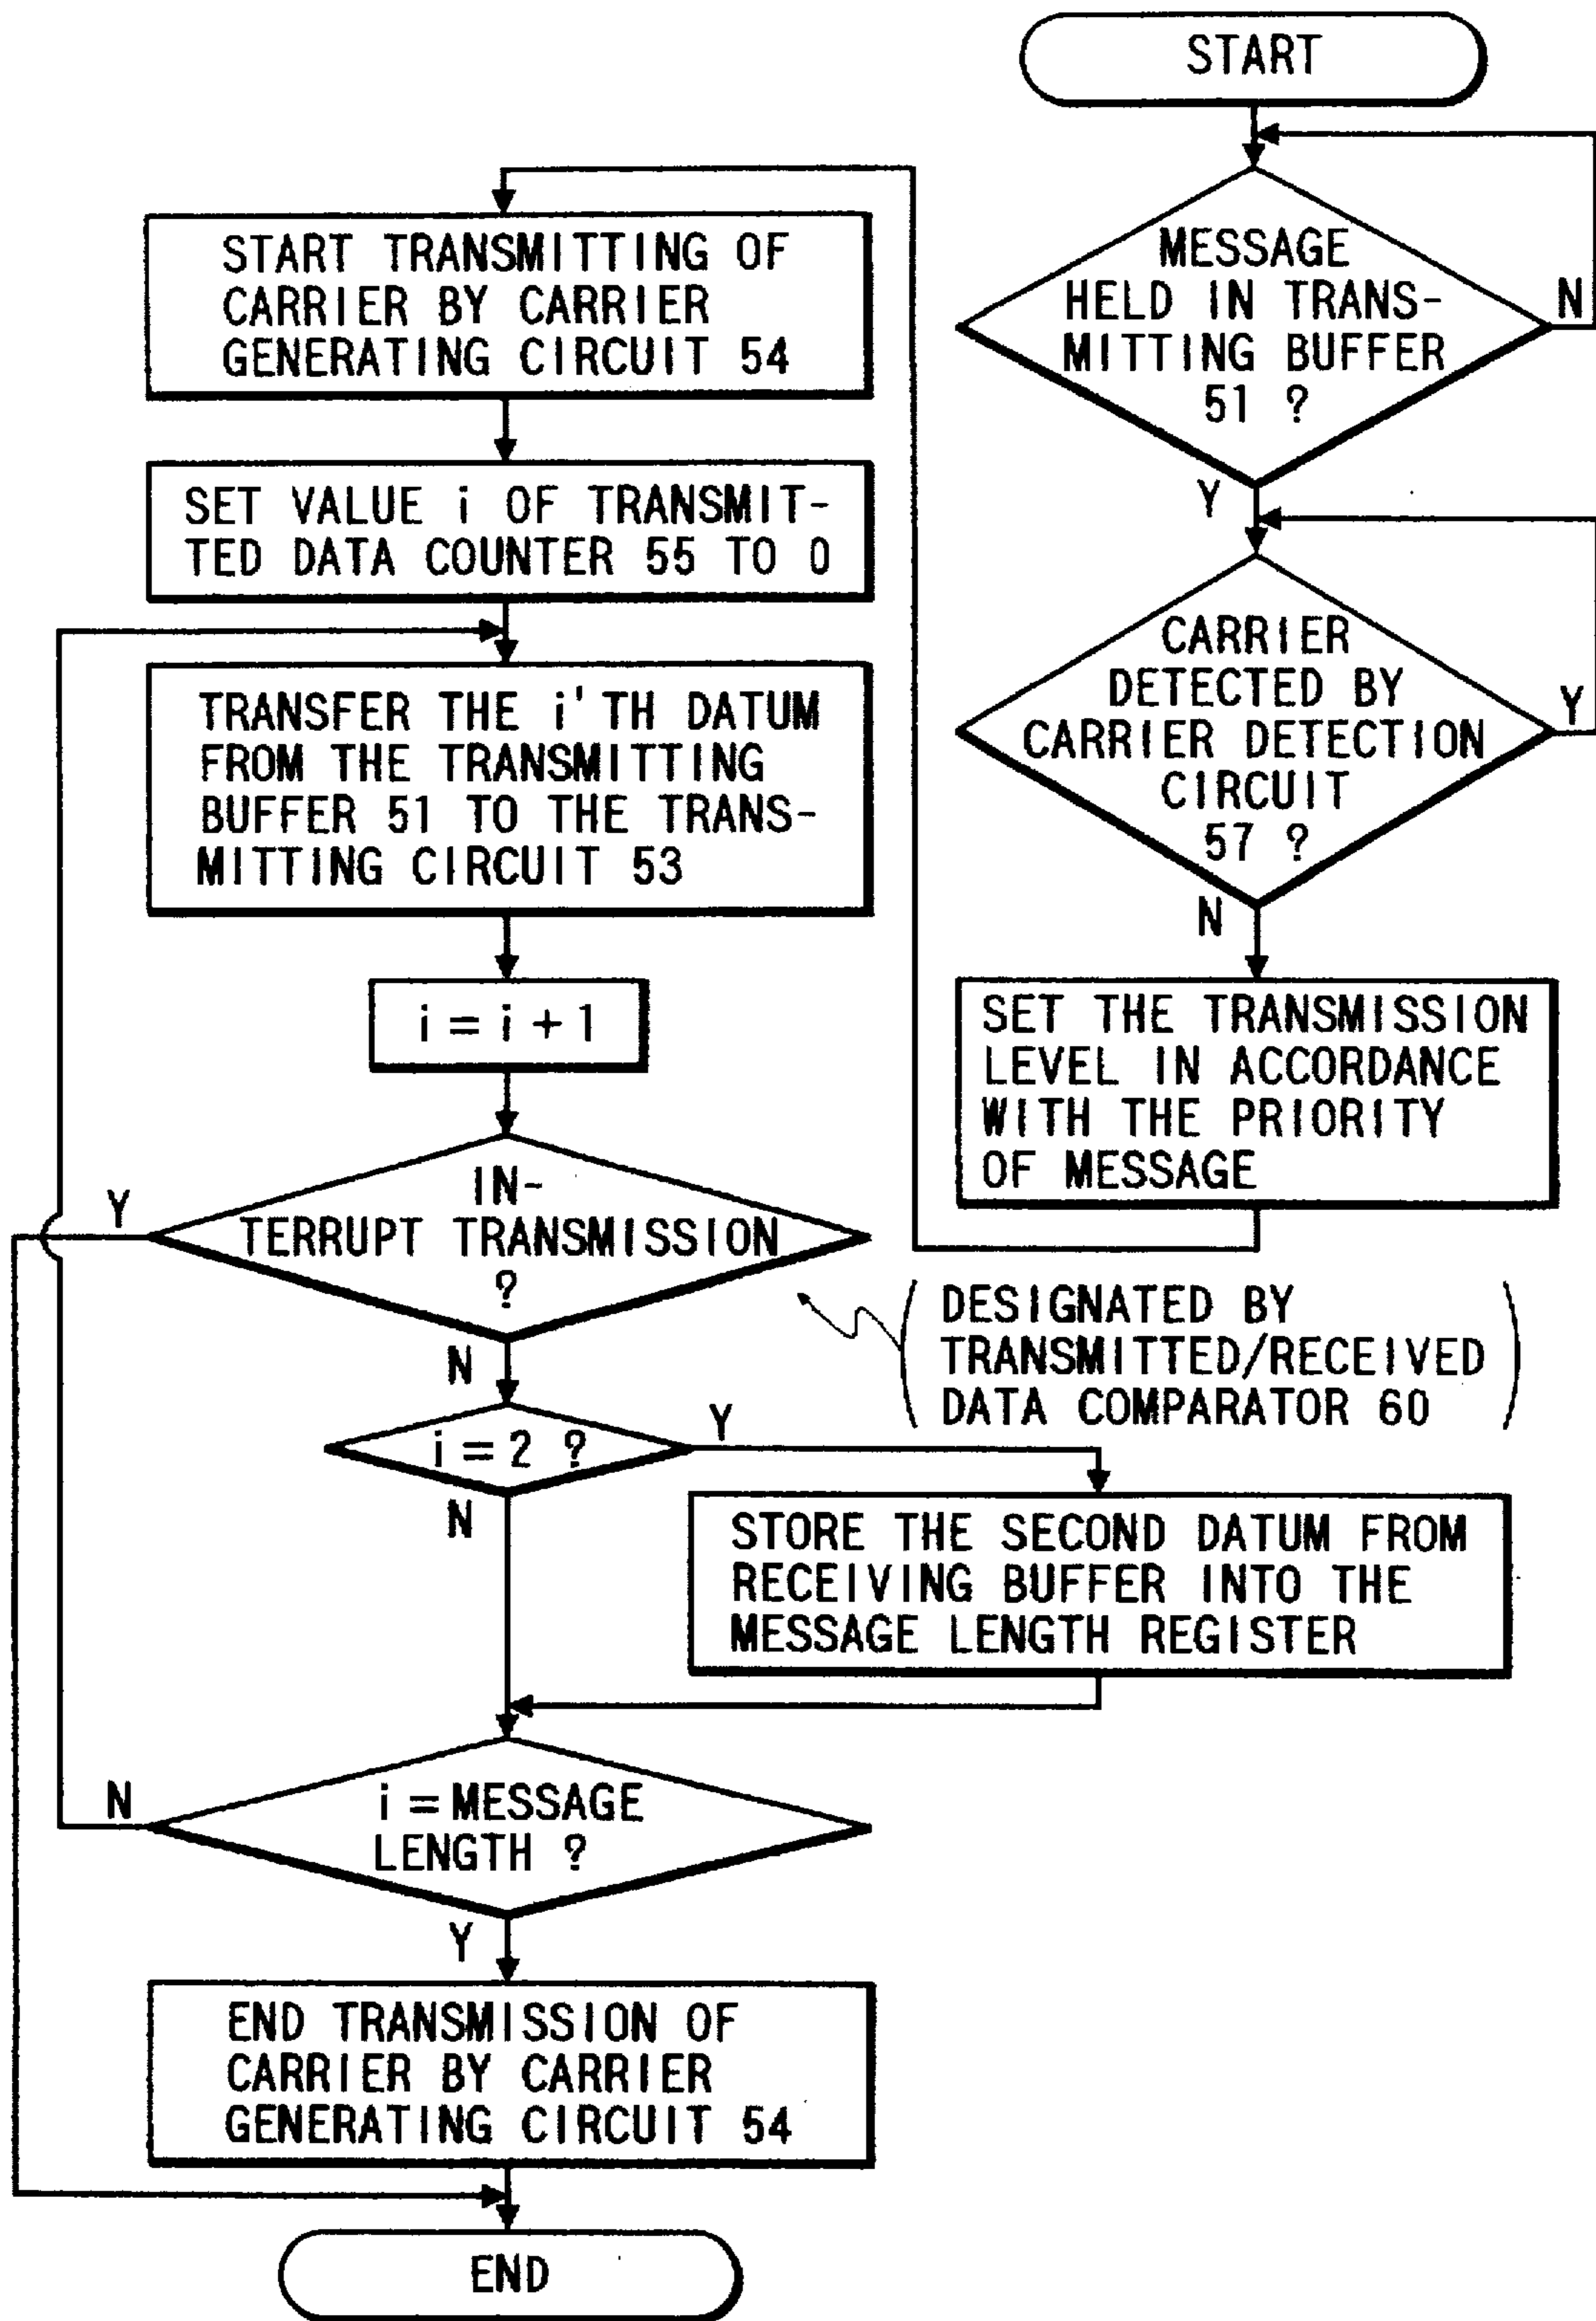 START
MESSAGE
HELD IN TRANS-
MITTING BUFFER
51 ?
N
Y
CARRIER
DETECTED BY
CARRIER DETECTION
CIRCUIT
57 ?
Y
N
SET THE TRANSMISSION
LEVEL IN ACCORDANCE
WITH THE PRIORITY
OF MESSAGE
START TRANSMITTING OF
CARRIER BY CARRIER
GENERATING CIRCUIT 54
SET VALUE i OF TRANSMIT-
TED DATA COUNTER 55 TO 0
TRANSFER THE i'TH DATUM
FROM THE TRANSMITTING
BUFFER 51 TO THE TRANS-
MITTING CIRCUIT 53
i = i + 1
IN-
TERRUPT TRANSMISSION
?
Y
N
( DESIGNATED BY
TRANSMITTED/RECEIVED
DATA COMPARATOR 60 )
i = 2 ?
Y
N
STORE THE SECOND DATUM FROM
RECEIVING BUFFER INTO THE
MESSAGE LENGTH REGISTER
i = MESSAGE
LENGTH ?
N
Y
END TRANSMISSION OF
CARRIER BY CARRIER
GENERATING CIRCUIT 54
END